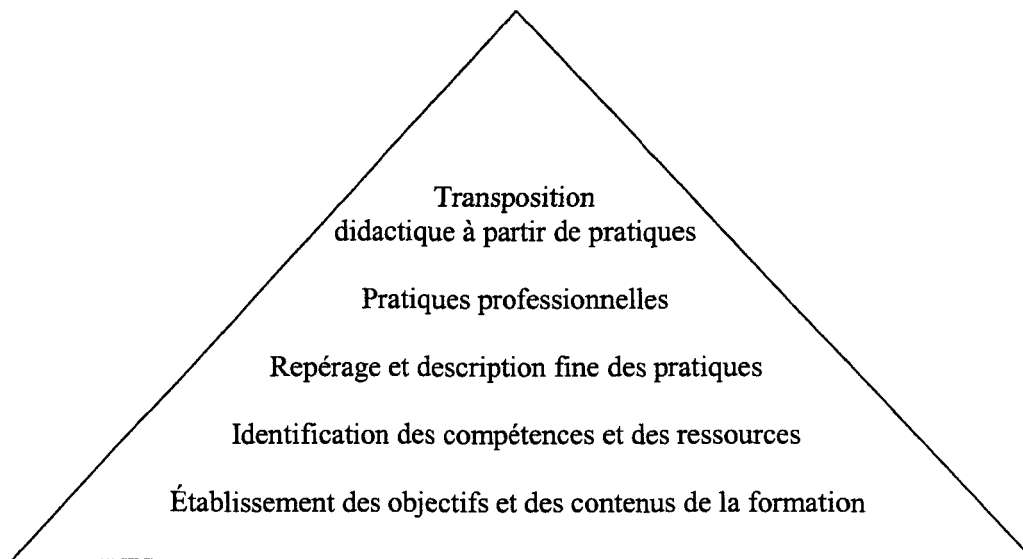 Transposition
didactique à partir de pratiques
Pratiques professionnelles
Repérage et description fine des pratiques
Identification des compétences et des ressources
Établissement des objectifs et des contenus de la formation